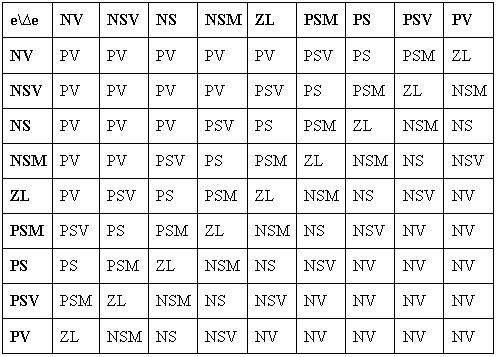 e\Δe NV NSV NS NSM ZL PSM PS PSV PV
NV PV PV PV PV PV PSV PS PSM ZL
NSV PV PV PV PV PSV PS PSM ZL NSM
NS PV PV PV PSV PS PSM ZL NSM NS
NSM PV PV PSV PS PSM ZL NSM NS NSV
ZL PV PSV PS PSM ZL NSM NS NSV NV
PSM PSV PS PSM ZL NSM NS NSV NV NV
PS PS PSM ZL NSM NS NSV NV NV NV
PSV PSM ZL NSM NS NSV NV NV NV NV
PV ZL NSM NS NSV NV NV NV NV NV